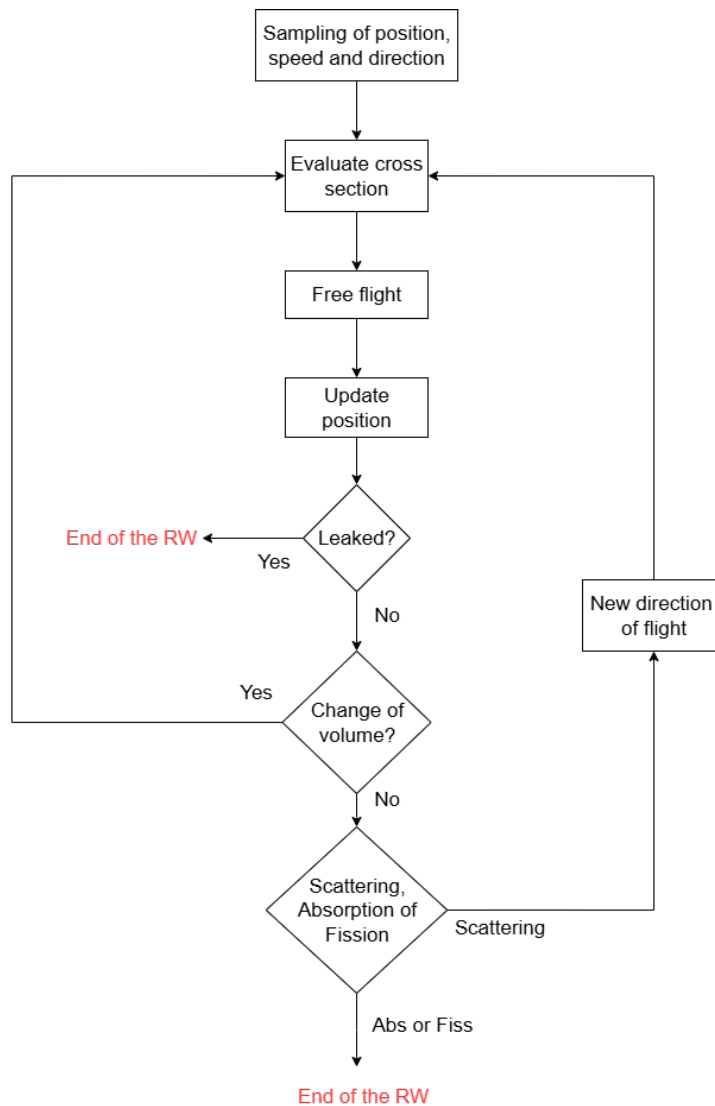 Sampling of position,
speed and direction
Evaluate cross
section
Free flight
Update
position
Leaked?
End of the RW
Yes
No
New direction
of flight
Yes
Change of
volume?
No
Scattering,
Absorption of
Fission
Scattering
Abs or Fiss
End of the RW